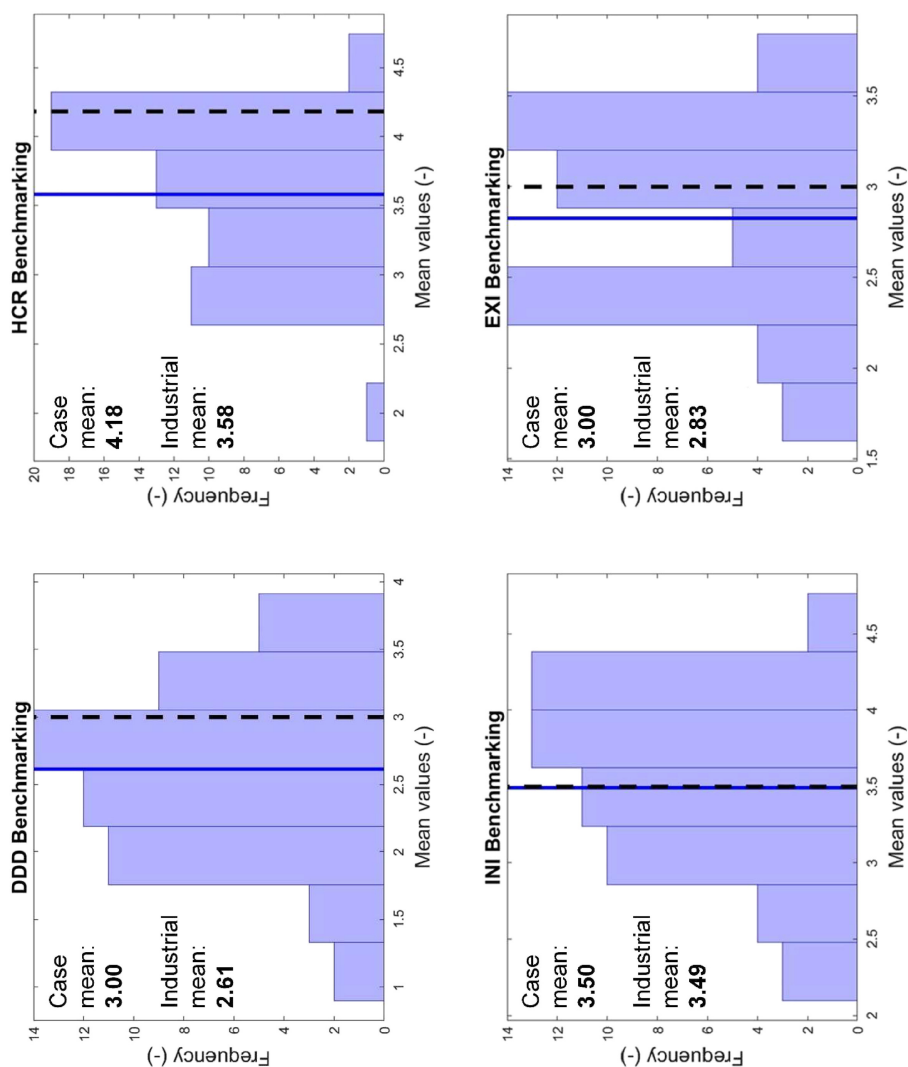 DDD Benchmarking
Case
mean:
3.00
Industrial
mean:
2.61
Frequency (-)
14
12
10
8
6
4
2
0
1
1.5
2
2.5
3
3.5
4
Mean values (-)
HCR Benchmarking
Case
mean:
4.18
Industrial
mean:
3.58
Frequency (-)
20
18
16
14
12
10
8
6
4
2
0
2
2.5
3
3.5
4
4.5
Mean values (-)
INI Benchmarking
Case
mean:
3.50
Industrial
mean:
3.49
Frequency (-)
14
12
10
8
6
4
2
0
2
2.5
3
3.5
4
4.5
Mean values (-)
EXI Benchmarking
Case
mean:
3.00
Industrial
mean:
2.83
Frequency (-)
14
12
10
8
6
4
2
0
1.5
2
2.5
3
3.5
Mean values (-)